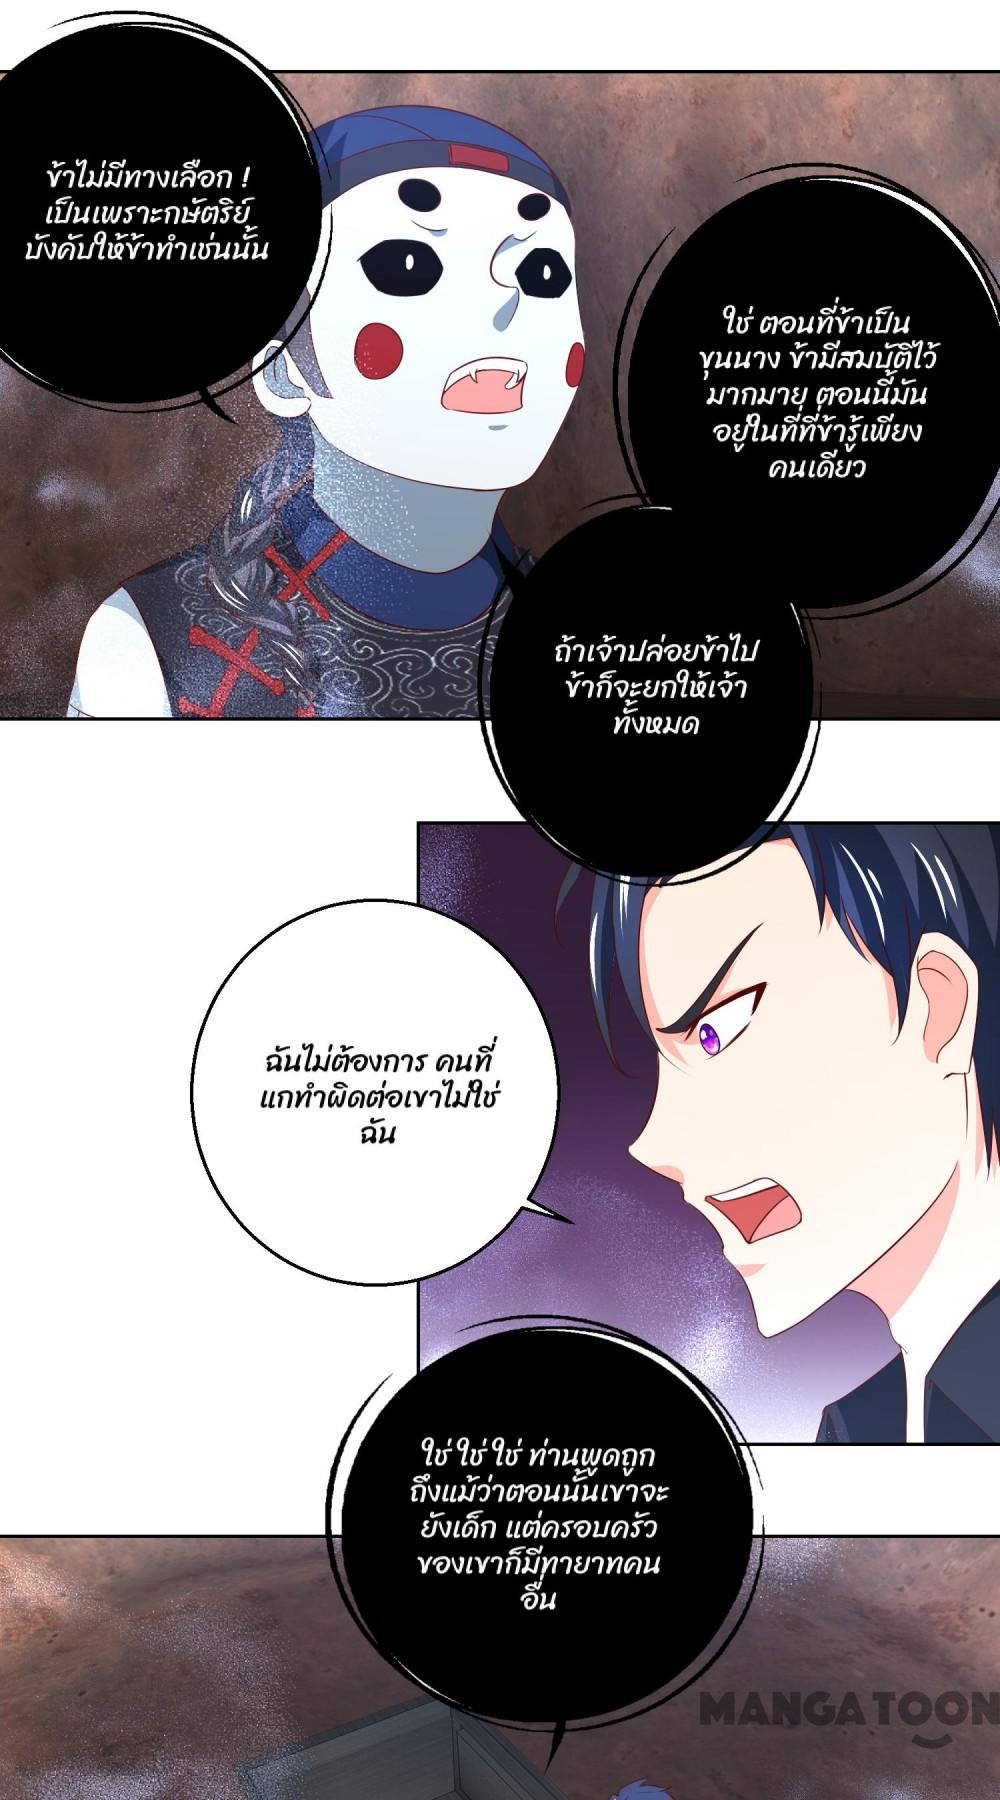 ข้าไม่มีทางเลือก !
เป็นเพราะกษัตริย์
บังคับให้ข้าทำเช่นนั้น
ใช่ ตอนที่ข้าเป็น
ขุนนาง ข้ามีสมบัติไว้
มากมาย ตอนนี้มัน
อยู่ในที่ที่ข้ารู้เพียง
คนเดียว
ถ้าเจ้าปล่อยข้าไป
ข้าก็จะยกให้เจ้า
ทั้งหมด
ฉันไม่ต้องการ คนที่
แกทำผิดต่อเขาไม่ใช่
ฉัน
ใช่ ใช่ ใช่ ท่านพูดถูก
ถึงแม้ว่าตอนนั้นเขาจะ
ยังเด็ก แต่ครอบครัว
ของเขาก็มีทายาทคน
อื่น
MANGATOON